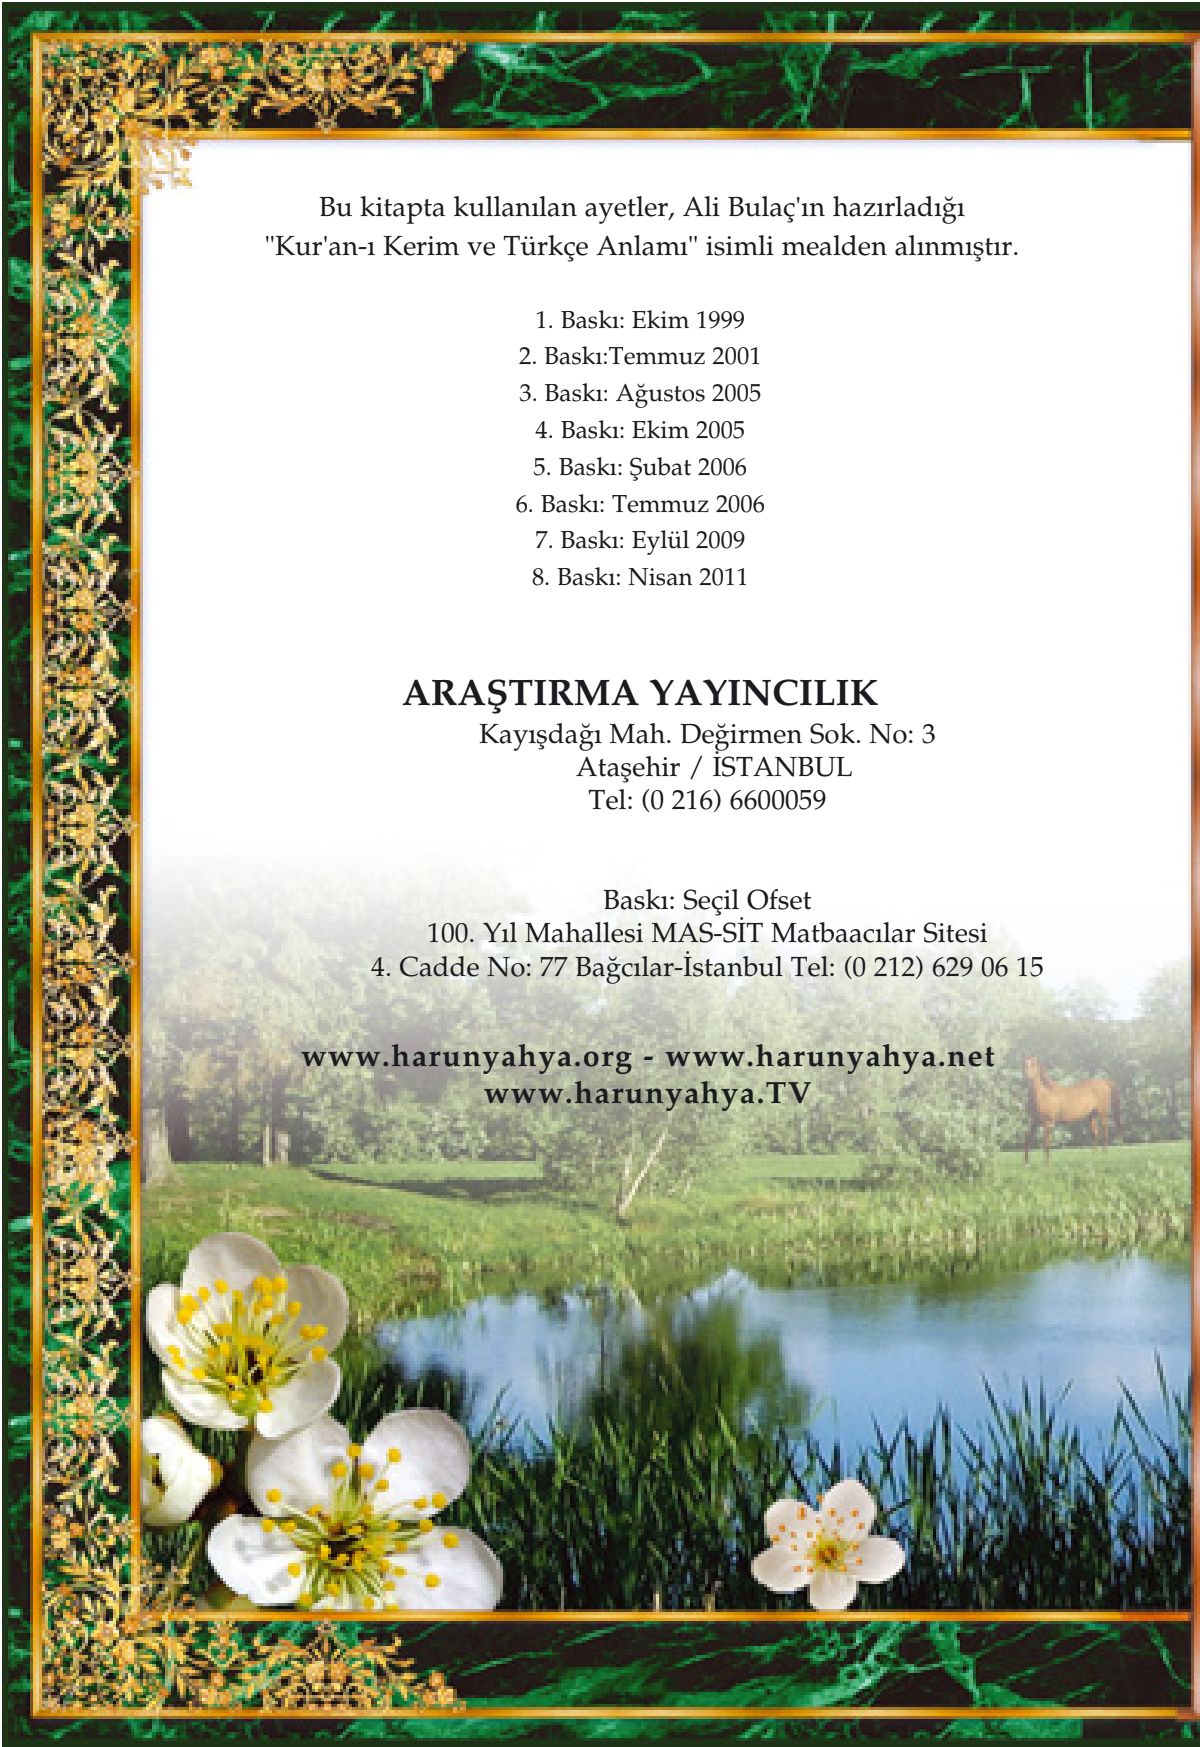 Bu kitapta kullanılan ayetler, Ali Bulaç'ın hazırladığı
"Kur'an-ı Kerim ve Türkçe Anlamı" isimli mealden alınmıştır.
1. Baskı: Ekim 1999
2. Baskı:Temmuz 2001
3. Baskı: Ağustos 2005
4. Baskı: Ekim 2005
5. Baskı: Şubat 2006
6. Baskı: Temmuz 2006
7. Baskı: Eylül 2009
8. Baskı: Nisan 2011
ARAŞTIRMA YAYINCILIK
Kayışdağı Mah. Değirmen Sok. No: 3
Ataşehir / İSTANBUL
Tel: (0 216) 6600059
Baskı: Seçil Ofset
100. Yıl Mahallesi MAS-SİT Matbaacılar Sitesi
4. Cadde No: 77 Bağcılar-İstanbul Tel: (0 212) 629 06 15
www.harunyahya.org - www.harunyahya.net
www.harunyahya.TV